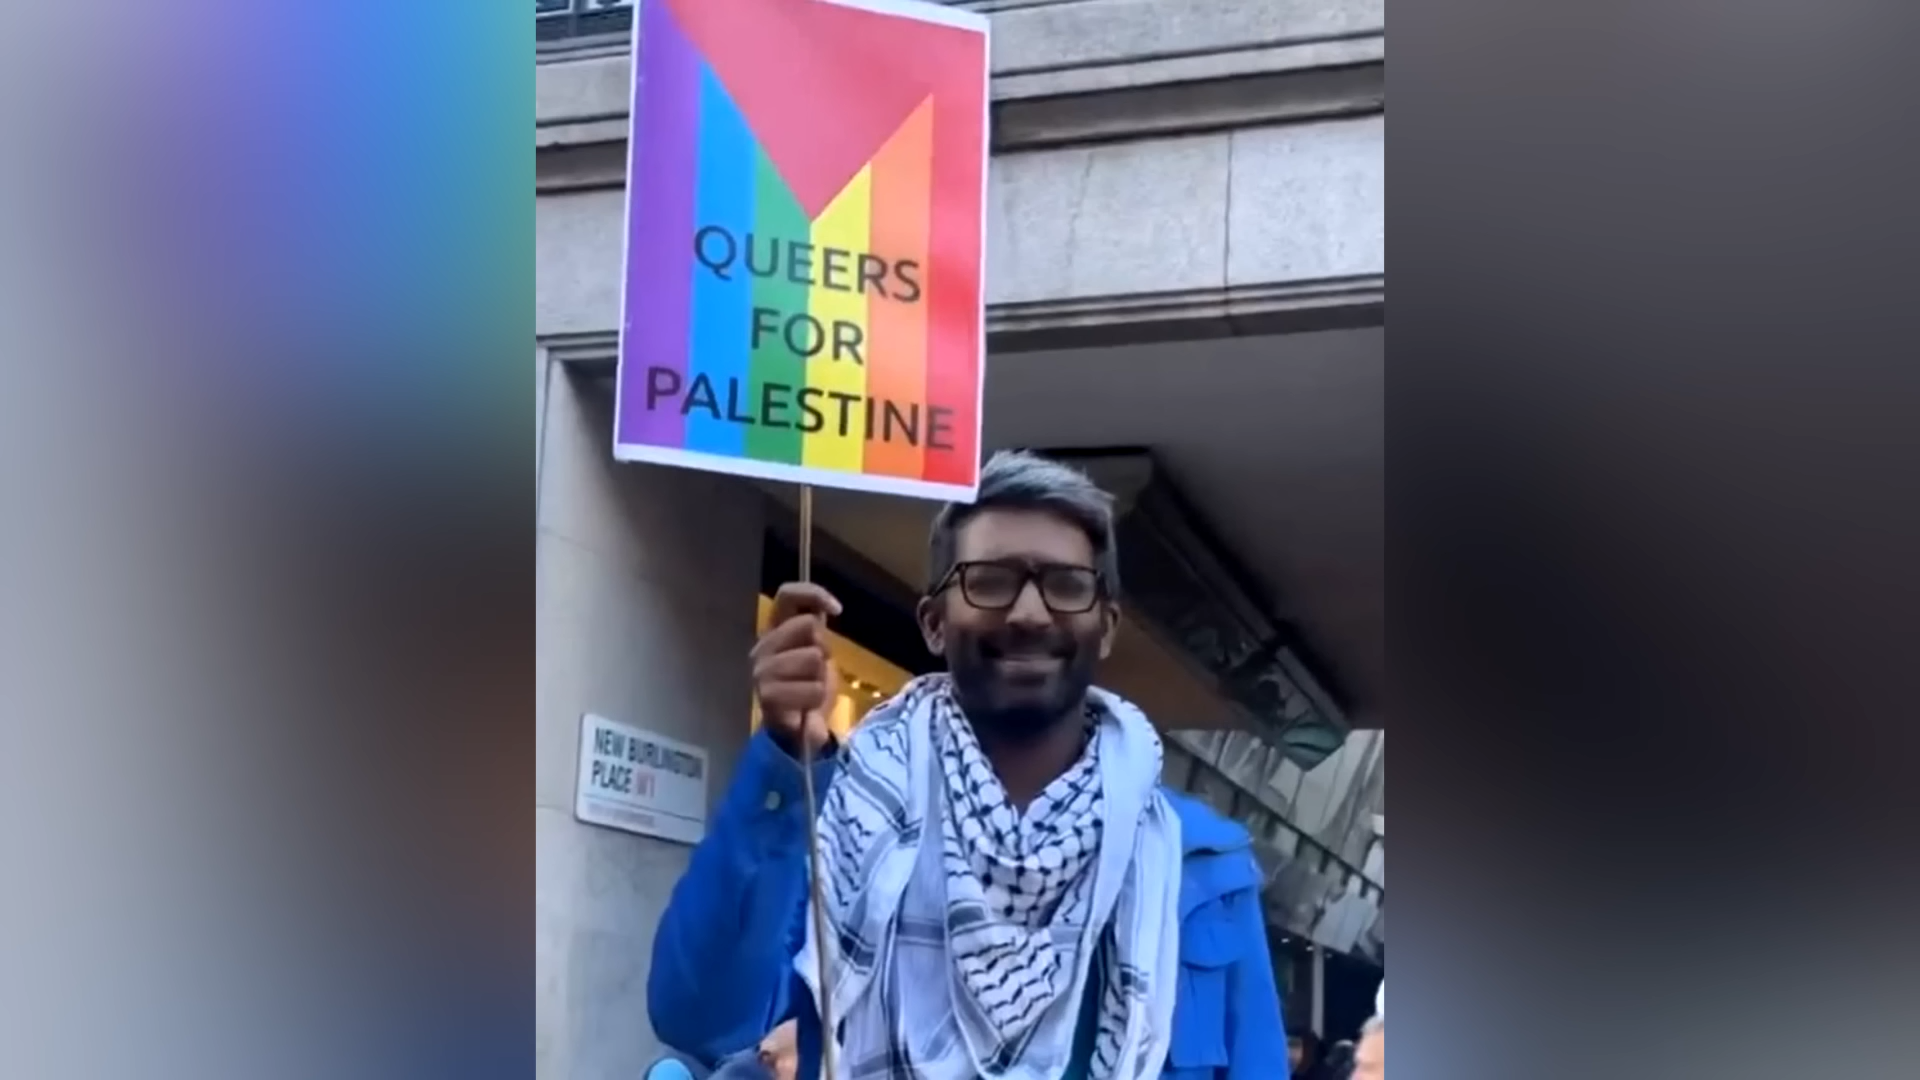 QUEERS
FOR
PALESTINE
NEW BURLINGTON
PLACE W1